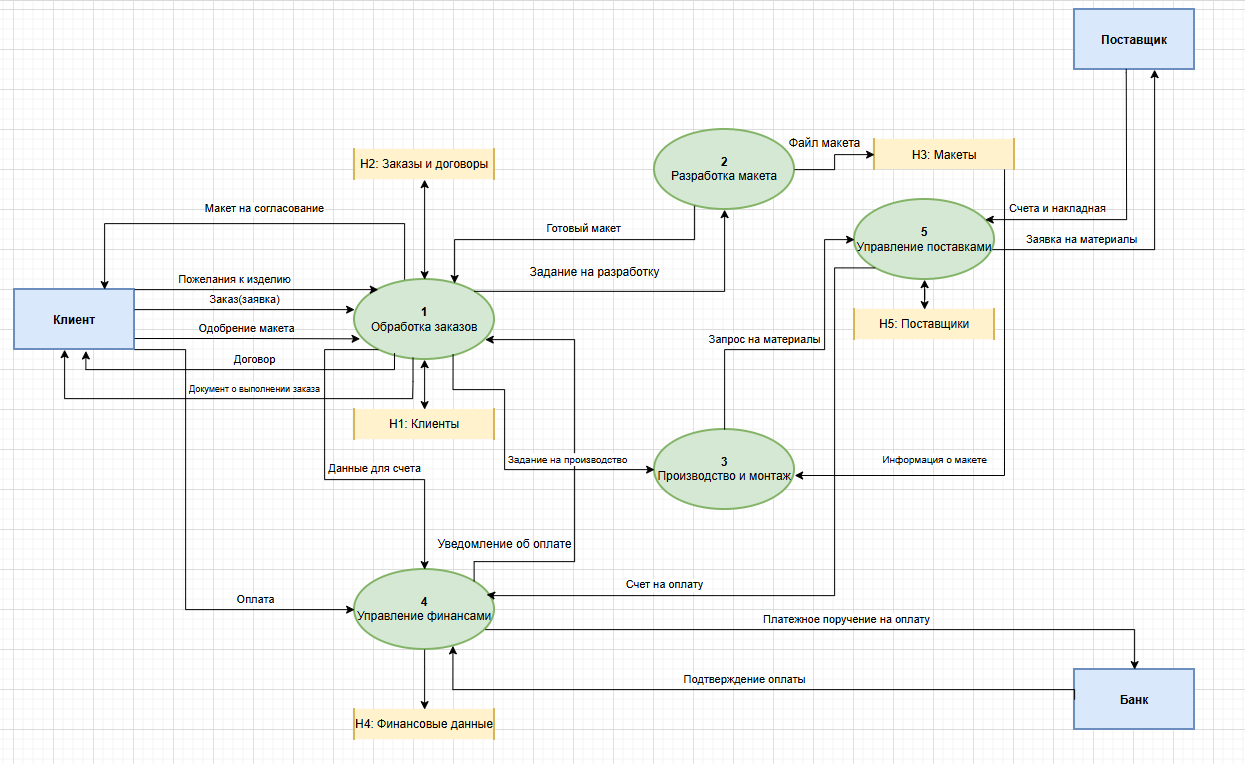 Поставщик
Файл макета
2
Разработка макета
Н3: Макеты
Н2: Заказы и договоры
Макет на согласование
Счета и накладная
Готовый макет
5
Управление поставками
Заявка на материалы
Задание на разработку
Пожелания к изделию
Заказ(заявка)
Клиент
1
Обработка заказов
Одобрение макета
Н5: Поставщики
Запрос на материалы
Договор
Документ о выполнении заказа
Н1: Клиенты
Данные для счета
Задание на производство
3
Производство и монтаж
Информация о макете
Уведомление об оплате
Счет на оплату
Оплата
4
Управление финансами
Платежное поручение на оплату
Подтверждение оплаты
Банк
Н4: Финансовые данные